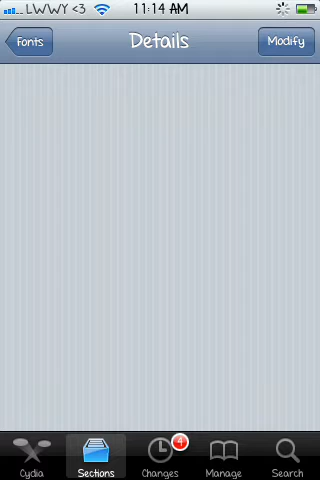 LWWY <3 11:14 AM
Fonts Details Modify
4
Cydia Sections Changes Manage Search